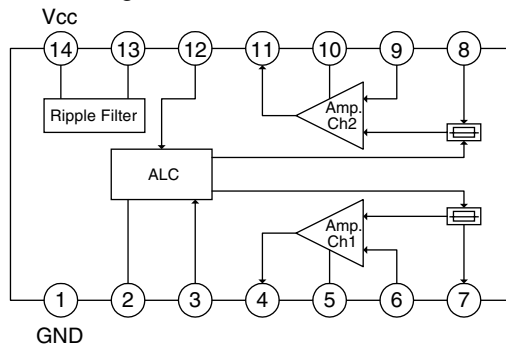 Vcc
14 13 12 11 10 9 8
Ripple Filter
Amp.
Ch2
ALC
Amp.
Ch1
1 2 3 4 5 6 7
GND